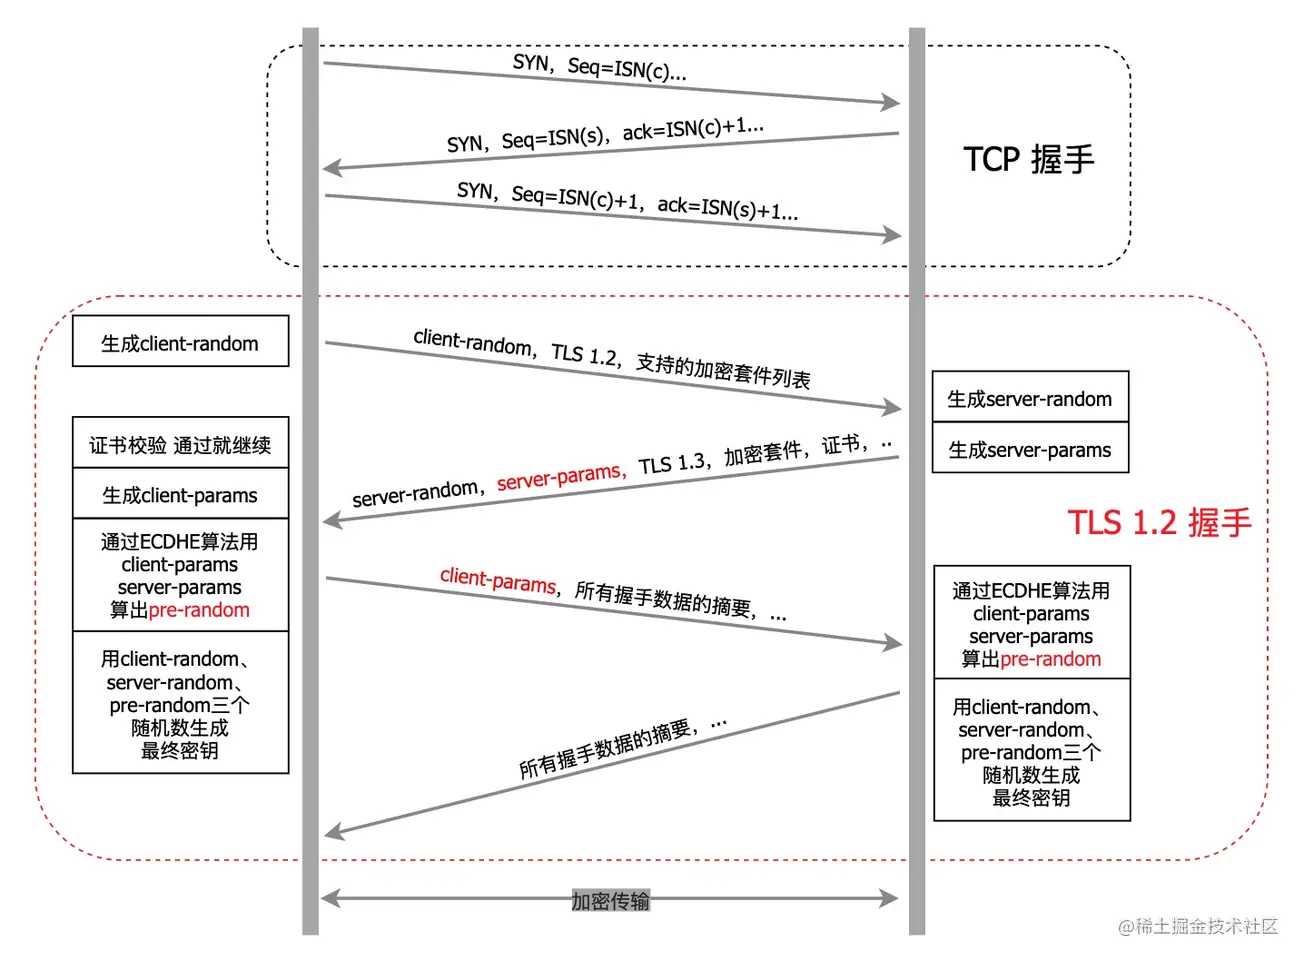 SYN，Seq=ISN(c)...
SYN，Seq=ISN(s)，ack=ISN(c)+1...
TCP 握手
SYN，Seq=ISN(c)+1，ack=ISN(s)+1...
生成client-random
client-random，TLS 1.2，支持的加密套件列表
生成server-random
生成server-params
证书校验 通过就继续
server-random，server-params，TLS 1.3，加密套件，证书，..
生成client-params
TLS 1.2 握手
通过ECDHE算法用
client-params
server-params
算出pre-random
client-params，所有握手数据的摘要，...
通过ECDHE算法用
client-params
server-params
算出pre-random
用client-random、
server-random、
pre-random三个
随机数生成
最终密钥
用client-random、
server-random、
pre-random三个
随机数生成
最终密钥
所有握手数据的摘要，...
加密传输
@稀土掘金技术社区